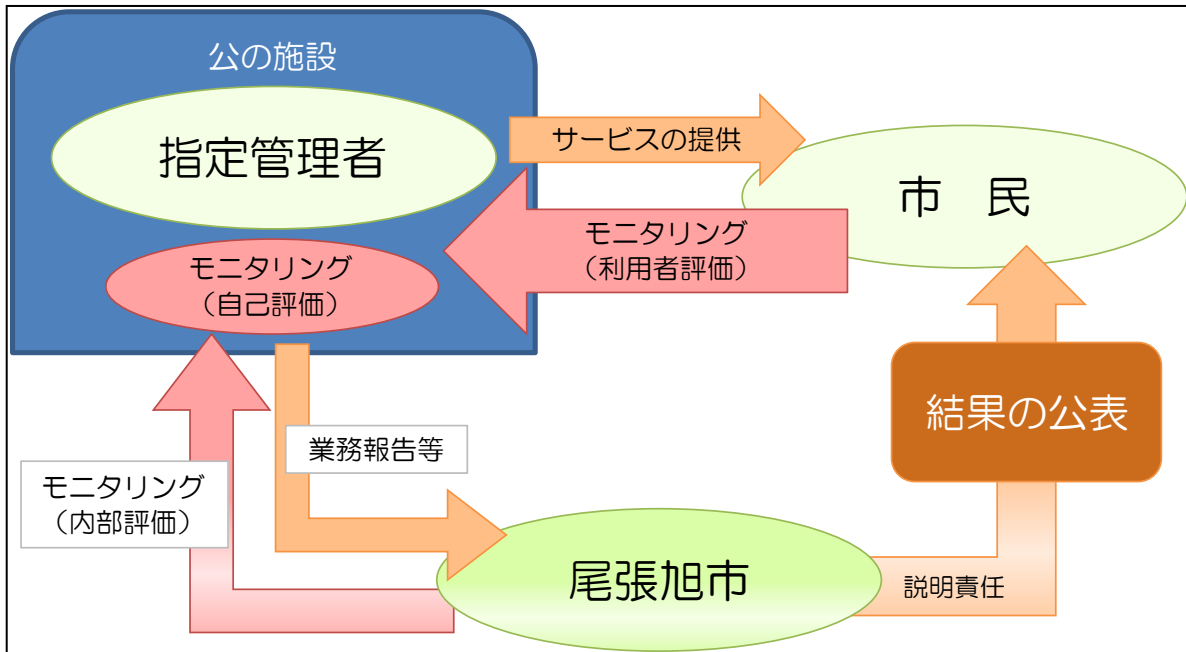 公の施設
指定管理者
サービスの提供
市　民
モニタリング
（利用者評価）
モニタリング
（自己評価）
結果の公表
業務報告等
モニタリング
（内部評価）
尾張旭市
説明責任